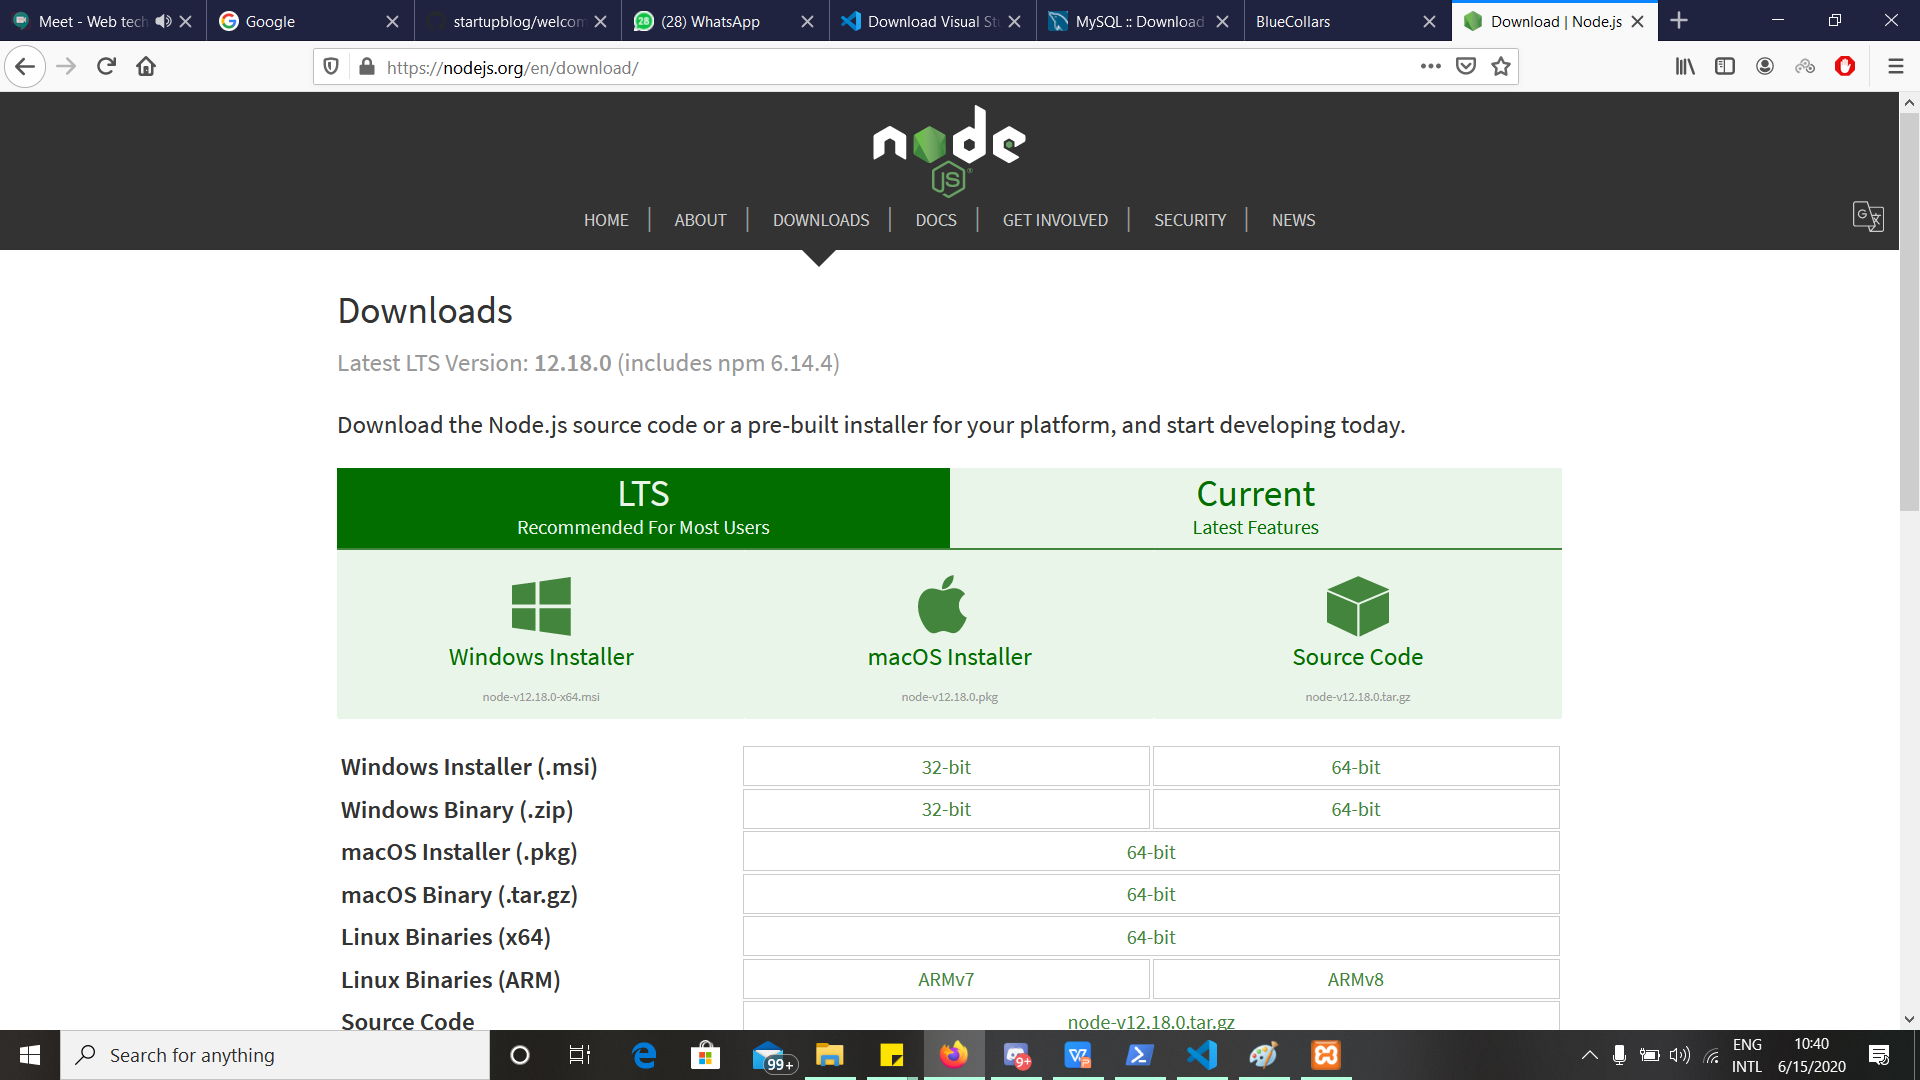 Meet - Web tech
Google
startupblog/welcom
28 (28) WhatsApp
Download Visual St
MySQL :: Download
BlueCollars
Download | Node.js
https://nodejs.org/en/download/
node
JS
HOME | ABOUT | DOWNLOADS | DOCS | GET INVOLVED | SECURITY | NEWS
Downloads
Latest LTS Version: 12.18.0 (includes npm 6.14.4)
Download the Node.js source code or a pre-built installer for your platform, and start developing today.
LTS
Recommended For Most Users
Current
Latest Features
Windows Installer
node-v12.18.0-x64.msi
macOS Installer
node-v12.18.0.pkg
Source Code
node-v12.18.0.tar.gz
Windows Installer (.msi) 32-bit 64-bit
Windows Binary (.zip) 32-bit 64-bit
macOS Installer (.pkg) 64-bit
macOS Binary (.tar.gz) 64-bit
Linux Binaries (x64) 64-bit
Linux Binaries (ARM) ARMv7 ARMv8
Source Code node-v12.18.0.tar.gz
Search for anything
99+
9+
ENG
INTL
10:40
6/15/2020